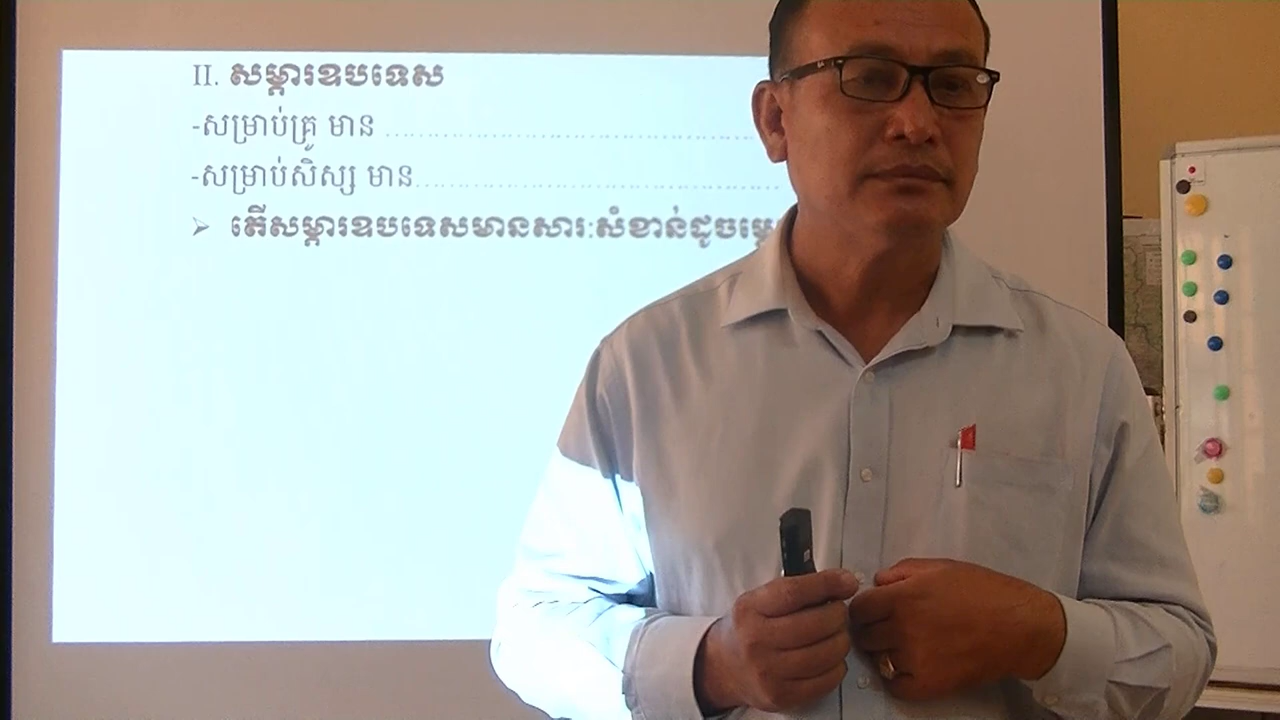 II. សម្ភារឧបទេស
-សម្រាប់គ្រូ មាន ................................................
-សម្រាប់សិស្ស មាន................................................
➢ តើសម្ភារឧបទេសមានសារៈសំខាន់ដូចម្តេ